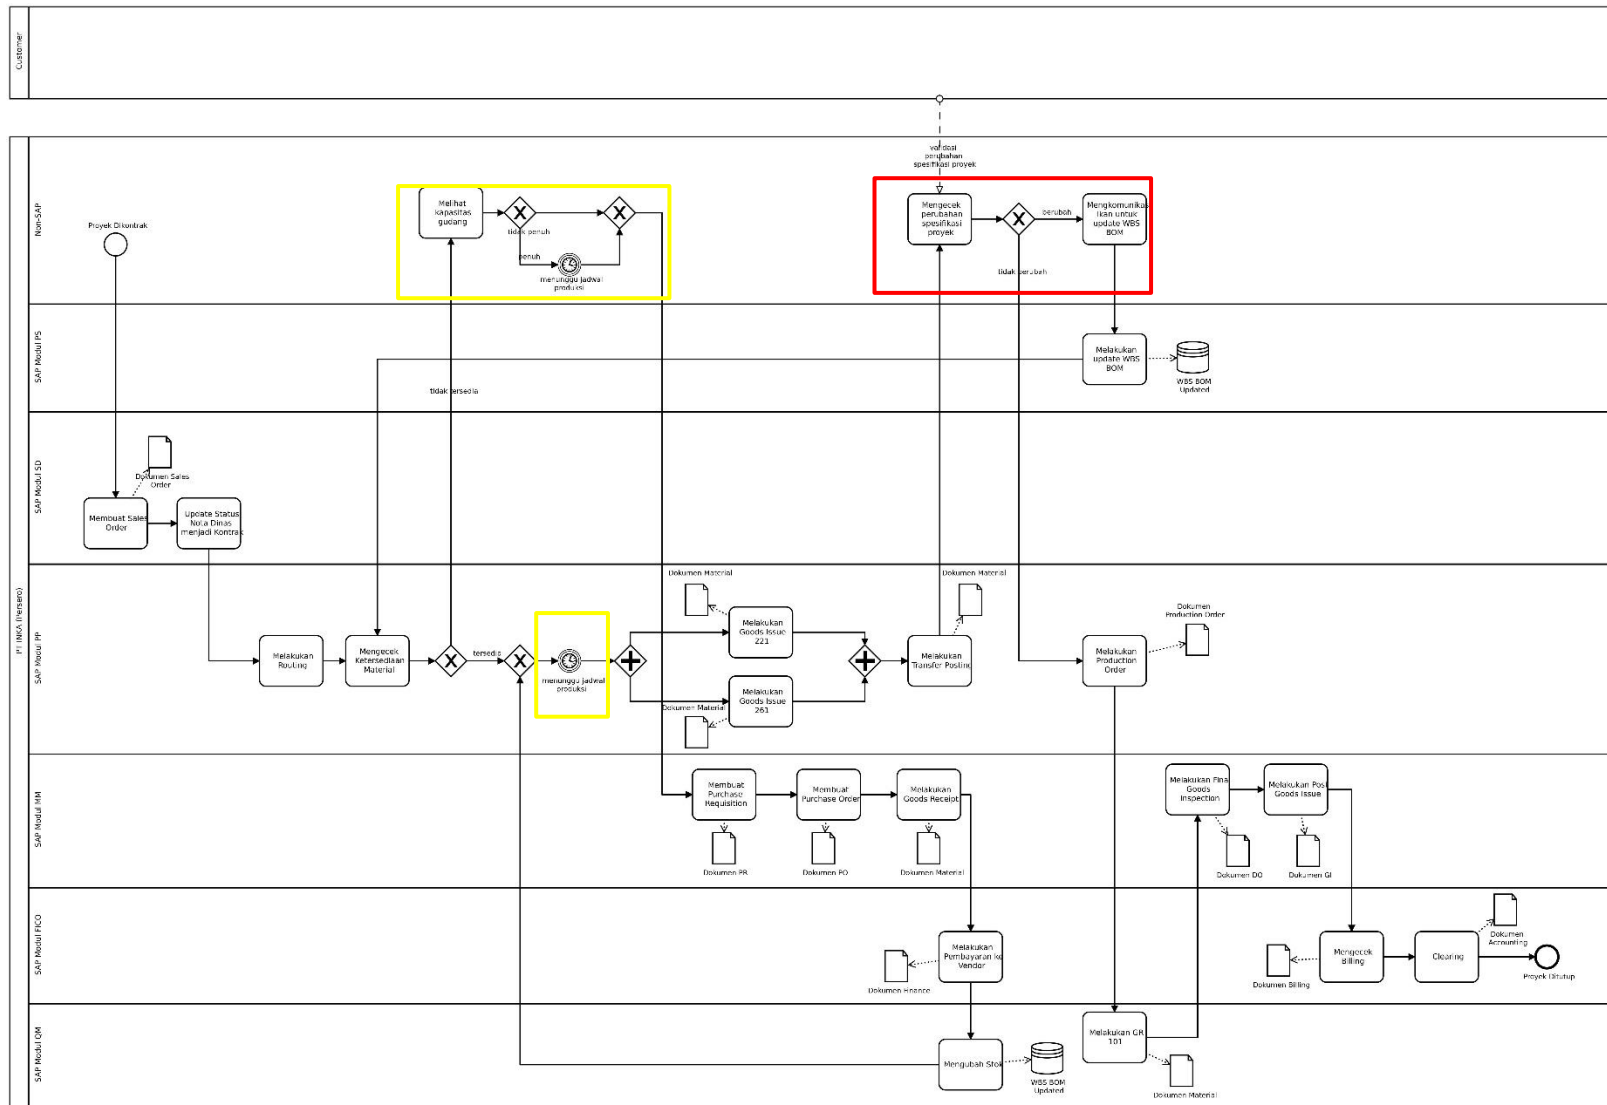 Customer
PT INKA (Persero)
Non-SAP
validasi
perubahan
spesifikasi proyek
Proyek Dikontrak
Melihat
kapasitas
gudang
tidak penuh
penuh
menunggu jadwal
produksi
Mengecek
perubahan
spesifikasi
proyek
berubah
tidak berubah
Mengkomunikas
ikan untuk
update WBS
BOM
SAP Modul PS
tidak tersedia
Melakukan
update WBS
BOM
WBS BOM
Updated
SAP Modul SD
Dokumen Sales
Order
Membuat Sales
Order
Update Status
Nota Dinas
menjadi Kontrak
SAP Modul PP
Melakukan
Routing
Mengecek
Ketersediaan
Material
tersedia
menunggu jadwal
produksi
Dokumen Material
Melakukan
Goods Issue
221
Dokumen Material
Melakukan
Goods Issue
261
Dokumen Material
Melakukan
Transfer Posting
Melakukan
Production
Order
Dokumen
Production Order
SAP Modul MM
Membuat
Purchase
Requisition
Membuat
Purchase Order
Melakukan
Goods Receipt
Dokumen PR
Dokumen PO
Dokumen Material
Melakukan Final
Goods
Inspection
Melakukan Post
Goods Issue
Dokumen DO
Dokumen GI
SAP Modul FICO
Melakukan
Pembayaran ke
Vendor
Dokumen Finance
Mengecek
Billing
Dokumen Billing
Clearing
Dokumen
Accounting
Proyek Ditutup
SAP Modul QM
Mengubah Stok
WBS BOM
Updated
Melakukan GR
101
Dokumen Material